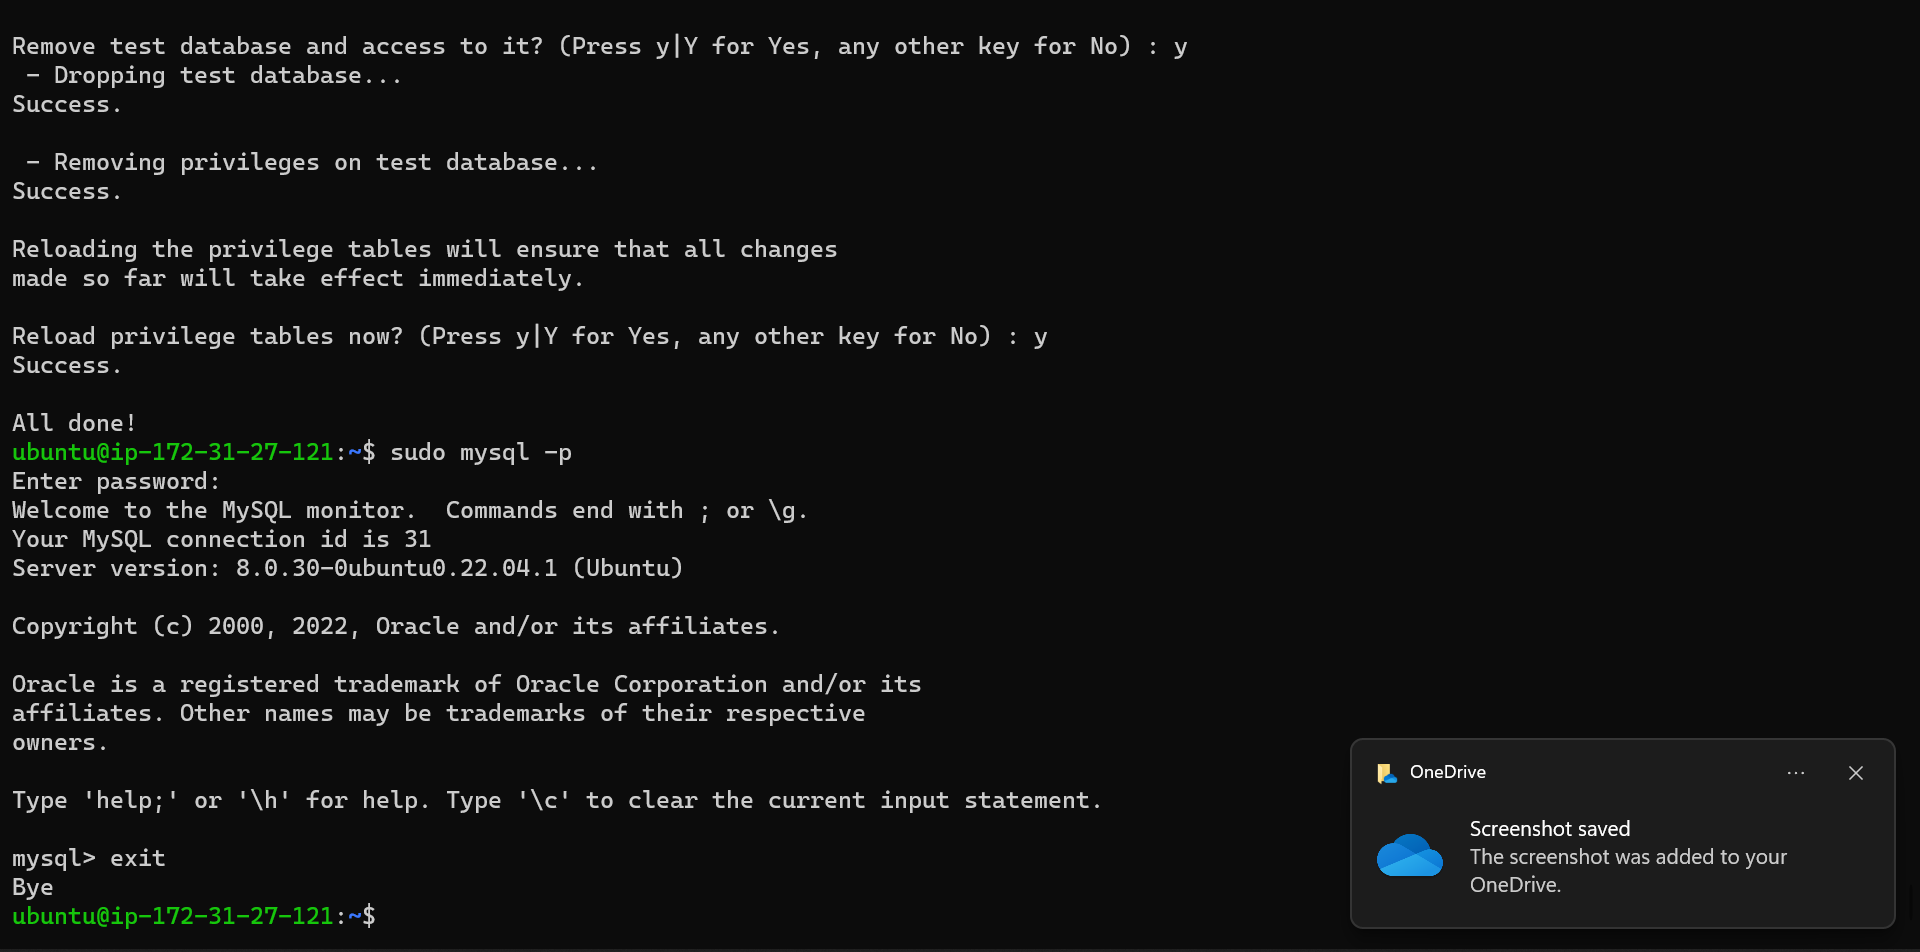 Remove test database and access to it? (Press y|Y for Yes, any other key for No) : y
 - Dropping test database...
Success.
 - Removing privileges on test database...
Success.
Reloading the privilege tables will ensure that all changes
made so far will take effect immediately.
Reload privilege tables now? (Press y|Y for Yes, any other key for No) : y
Success.
All done!
ubuntu@ip-172-31-27-121:~$ sudo mysql -p
Enter password:
Welcome to the MySQL monitor.  Commands end with ; or \g.
Your MySQL connection id is 31
Server version: 8.0.30-0ubuntu0.22.04.1 (Ubuntu)
Copyright (c) 2000, 2022, Oracle and/or its affiliates.
Oracle is a registered trademark of Oracle Corporation and/or its
affiliates. Other names may be trademarks of their respective
owners.
Type 'help;' or '\h' for help. Type '\c' to clear the current input statement.
mysql> exit
Bye
ubuntu@ip-172-31-27-121:~$
OneDrive
Screenshot saved
The screenshot was added to your
OneDrive.